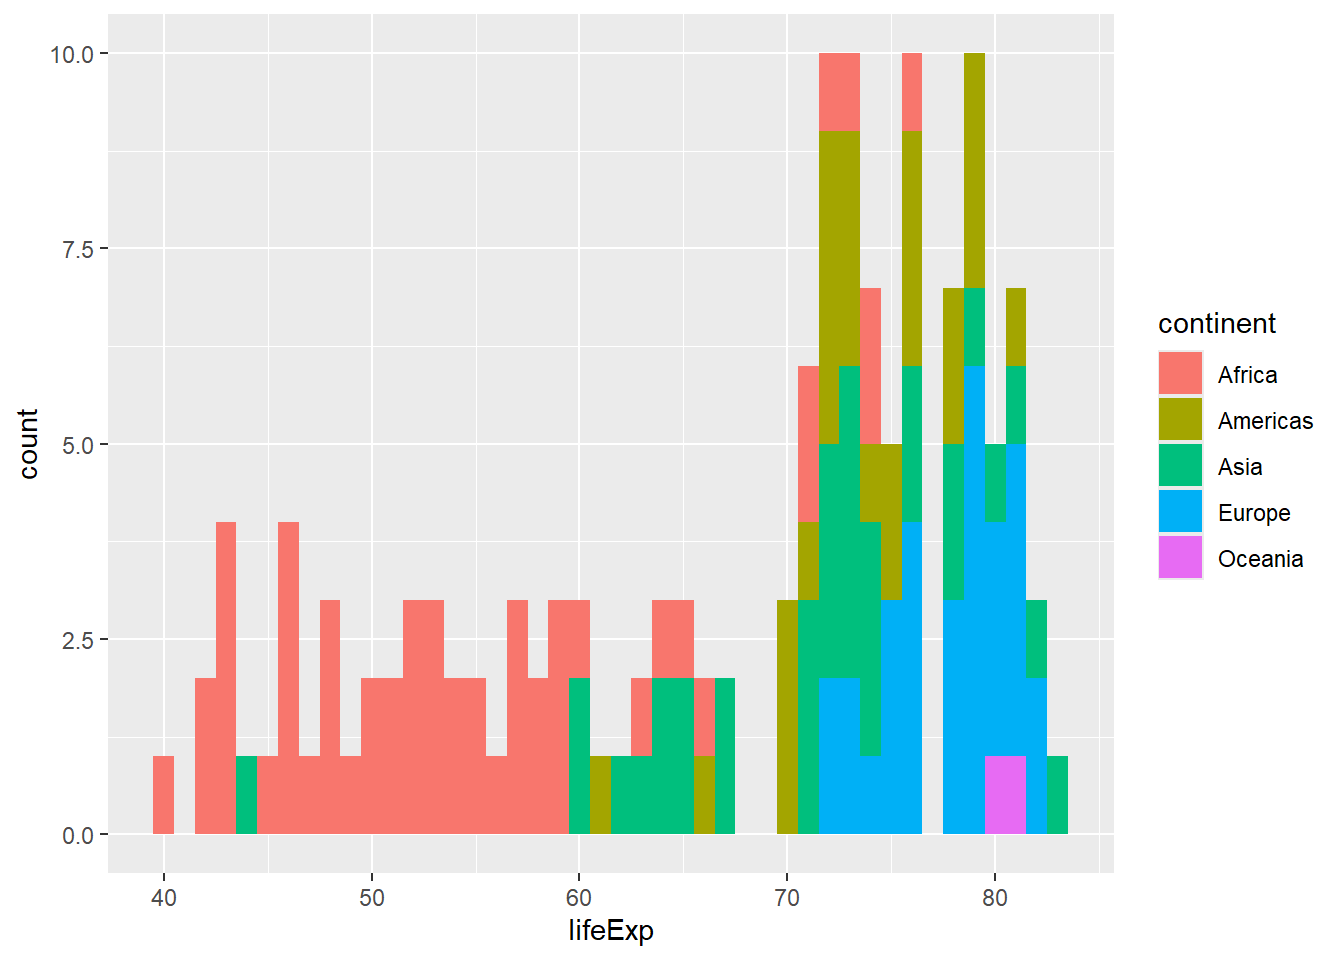 10.0
7.5
5.0
2.5
0.0
count
40 50 60 70 80
lifeExp
continent
Africa
Americas
Asia
Europe
Oceania